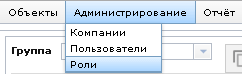 Объекты Администрирование Отчёт
Компании
Группа
Пользователи
Роли